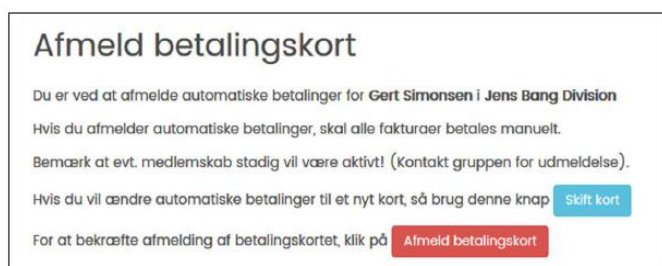 Afmeld betalingskort
Du er ved at afmelde automatiske betalinger for Gert Simonsen i Jens Bang Division
Hvis du afmelder automatiske betalinger, skal alle fakturaer betales manuelt.
Bemærk at evt. medlemskab stadig vil være aktivt! (Kontakt gruppen for udmeldelse).
Hvis du vil ændre automatiske betalinger til et nyt kort, så brug denne knap Skift kort
For at bekræfte afmelding af betalingskortet, klik på Afmeld betalingskort